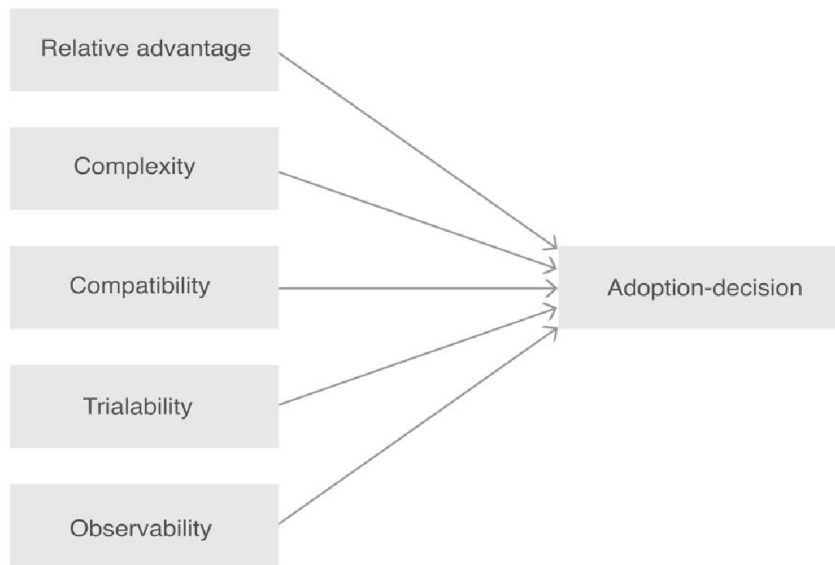 Relative advantage
Complexity
Compatibility
Adoption-decision
Trialability
Observability